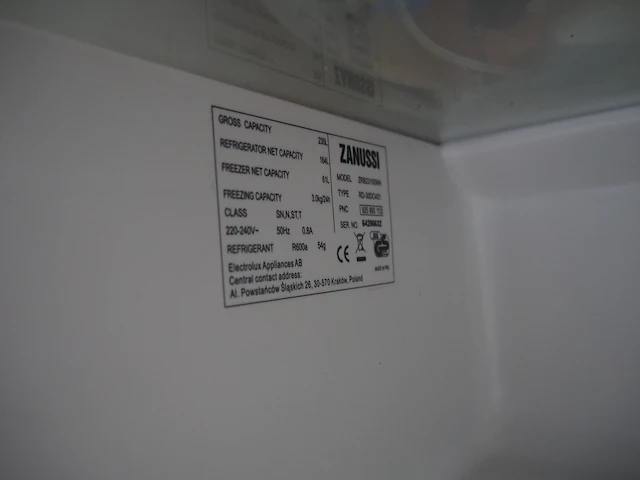 GROSS CAPACITY
REFRIGERATOR NET CAPACITY 164L
FREEZER NET CAPACITY 61L
FREEZING CAPACITY 3.0kg/24h
CLASS SN,N,ST,T
220-240V~ 50Hz 0.8A
REFRIGERANT R600a 54g
Electrolux Appliances AB
Central contact address:
Al. Powstańców Śląskich 26, 30-570 Kraków, Poland
ZANUSSI
MODEL
TYPE
PNC
SER. NO.
CE
GS